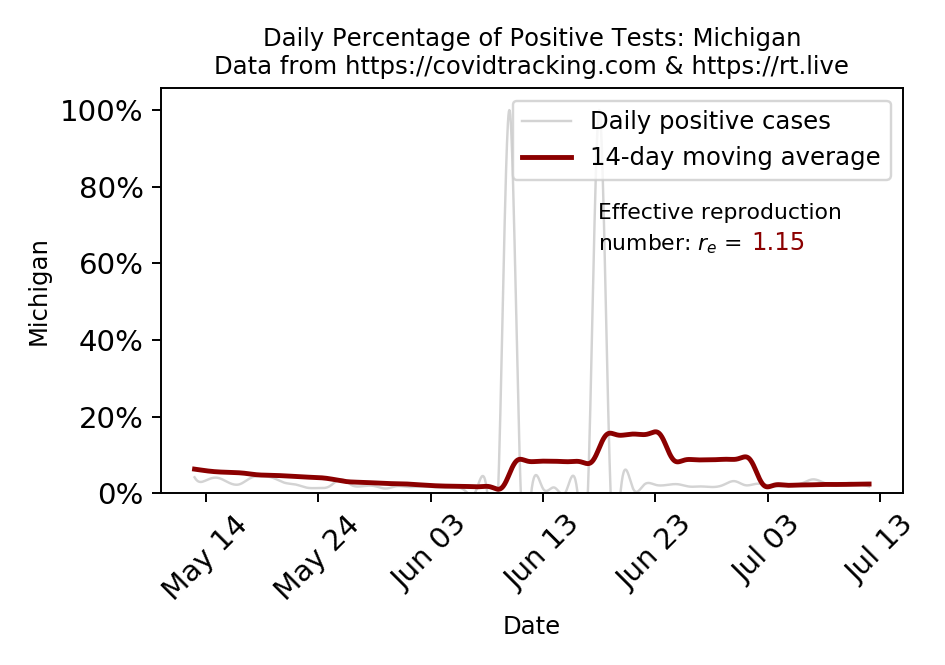 Daily Percentage of Positive Tests: Michigan
Data from https://covidtracking.com & https://rt.live
100%
80%
60%
40%
20%
0%
Michigan
Daily positive cases
14-day moving average
Effective reproduction
number: rₑ = 1.15
May 14
May 24
Jun 03
Jun 13
Jun 23
Jul 03
Jul 13
Date